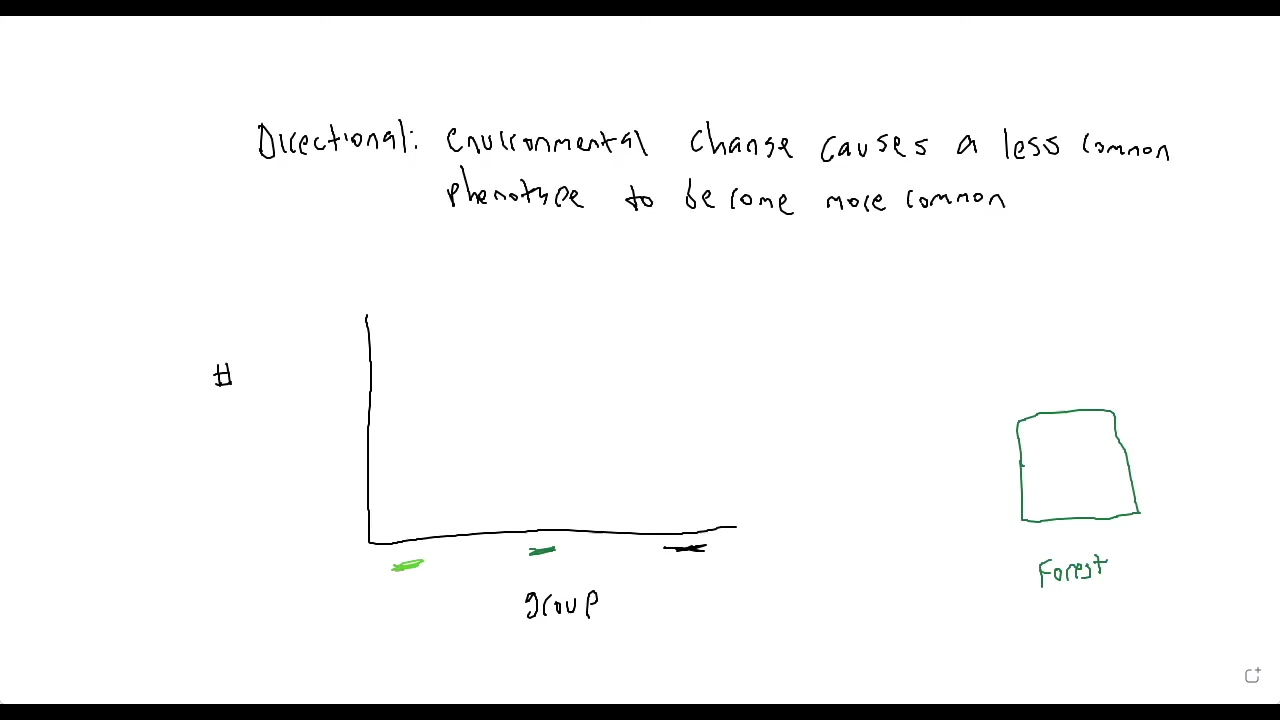 Directional: environmental change causes a less common
phenotype to become more common
#
group
Forest